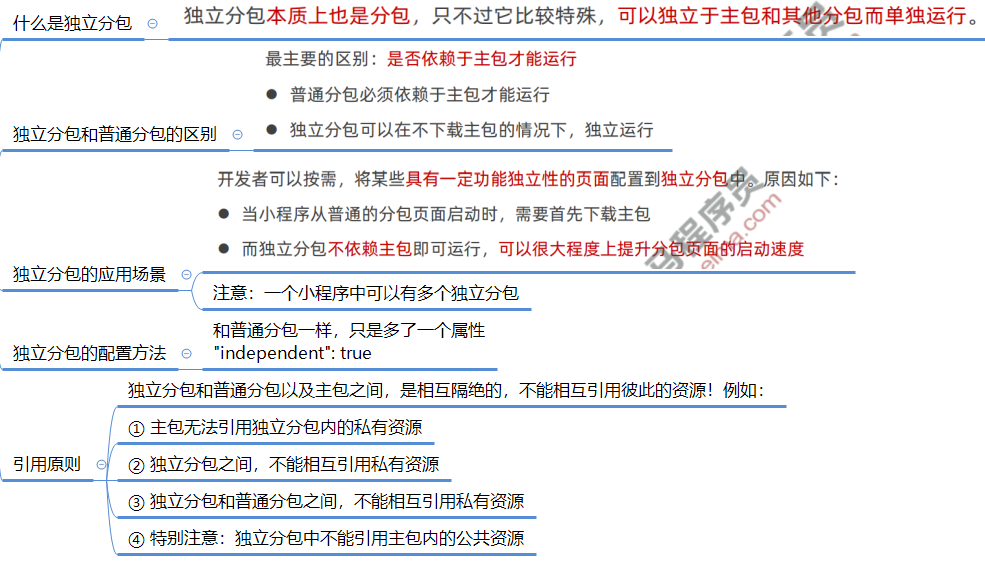 什么是独立分包
独立分包本质上也是分包，只不过它比较特殊，可以独立于主包和其他分包而单独运行。
最主要的区别：是否依赖于主包才能运行
● 普通分包必须依赖于主包才能运行
独立分包和普通分包的区别
● 独立分包可以在不下载主包的情况下，独立运行
开发者可以按需，将某些具有一定功能独立性的页面配置到独立分包中。原因如下：
● 当小程序从普通的分包页面启动时，需要首先下载主包
● 而独立分包不依赖主包即可运行，可以很大程度上提升分包页面的启动速度
独立分包的应用场景
注意：一个小程序中可以有多个独立分包
独立分包的配置方法
和普通分包一样，只是多了一个属性
"independent": true
独立分包和普通分包以及主包之间，是相互隔绝的，不能相互引用彼此的资源！例如：
① 主包无法引用独立分包内的私有资源
引用原则
② 独立分包之间，不能相互引用私有资源
③ 独立分包和普通分包之间，不能相互引用私有资源
④ 特别注意：独立分包中不能引用主包内的公共资源